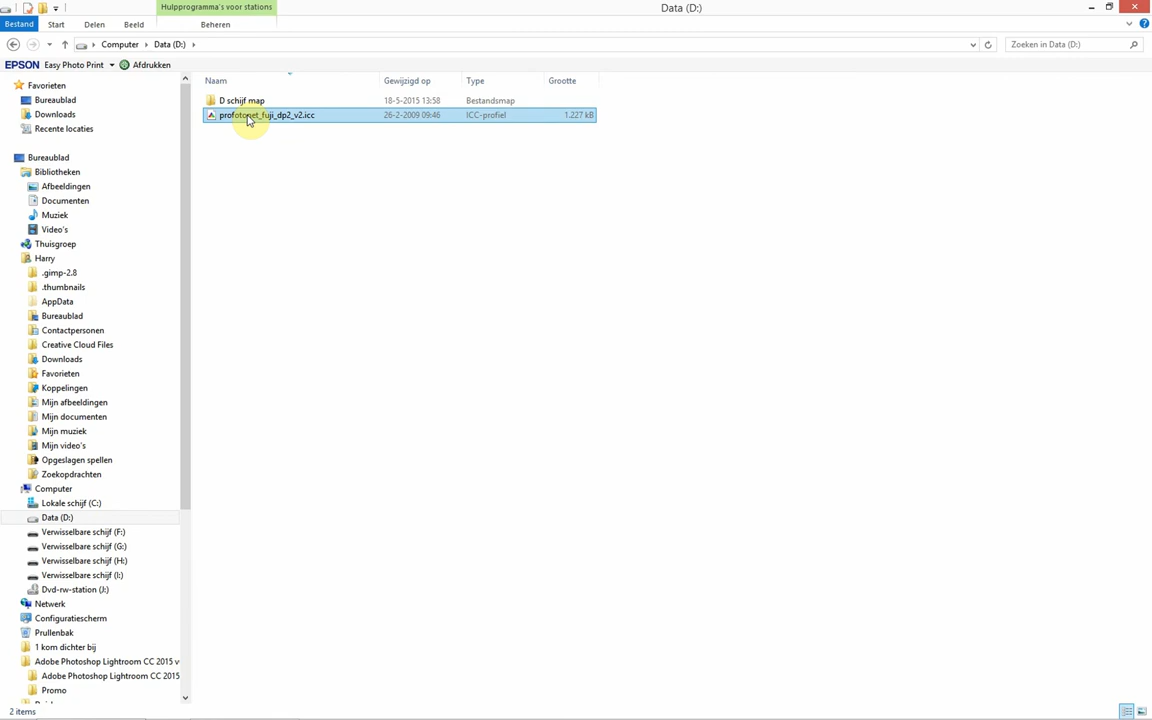 Hulpprogramma's voor stations
Data (D:)
Bestand Start Delen Beeld Beheren
Computer Data (D:)
Zoeken in Data (D:)
EPSON Easy Photo Print Afdrukken
Naam Gewijzigd op Type Grootte
D schijf map 18-5-2015 13:58 Bestandsmap
profotonet_fuji_dp2_v2.icc 26-2-2009 09:46 ICC-profiel 1.227 kB
Favorieten
Bureaublad
Downloads
Recente locaties
Bureaublad
Bibliotheken
Afbeeldingen
Documenten
Muziek
Video's
Thuisgroep
Harry
.gimp-2.8
.thumbnails
AppData
Bureaublad
Contactpersonen
Creative Cloud Files
Downloads
Favorieten
Koppelingen
Mijn afbeeldingen
Mijn documenten
Mijn muziek
Mijn video's
Opgeslagen spellen
Zoekopdrachten
Computer
Lokale schijf (C:)
Data (D:)
Verwisselbare schijf (F:)
Verwisselbare schijf (G:)
Verwisselbare schijf (H:)
Verwisselbare schijf (I:)
Dvd-rw-station (J:)
Netwerk
Configuratiescherm
Prullenbak
1 kom dichter bij
Adobe Photoshop Lightroom CC 2015 v
Adobe Photoshop Lightroom CC 2015
Promo
2 items